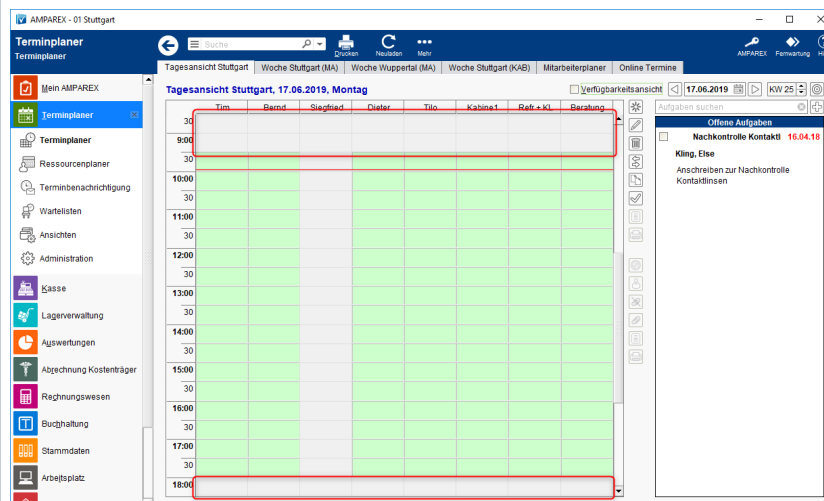 AMPAREX - 01 Stuttgart
Terminplaner
Terminplaner
Suche
Drucken
Neuladen
Mehr
AMPAREX
Fernwartung
Tagesansicht Stuttgart
Woche Stuttgart (MA)
Woche Wuppertal (MA)
Woche Stuttgart (KAB)
Mitarbeiterplaner
Online Termine
Mein AMPAREX
Terminplaner
Terminplaner
Ressourcenplaner
Terminbenachrichtigung
Wartelisten
Ansichten
Administration
Kasse
Lagerverwaltung
Auswertungen
Abrechnung Kostenträger
Rechnungswesen
Buchhaltung
Stammdaten
Arbeitsplatz
Tagesansicht Stuttgart, 17.06.2019, Montag
Verfügbarkeitsansicht
17.06.2019
KW 25
Tim Bernd Siegfried Dieter Tilo Kabine1 Refr + KL Beratung
30
9:00
30
10:00
30
11:00
30
12:00
30
13:00
30
14:00
30
15:00
30
16:00
30
17:00
30
18:00
Aufgaben suchen
Offene Aufgaben
Nachkontrolle Kontakti 16.04.18
Kling, Else
Anschreiben zur Nachkontrolle
Kontaktlinsen